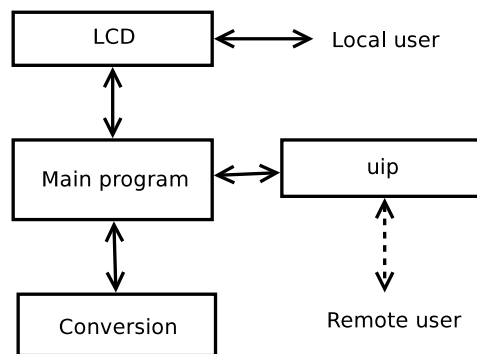 LCD
Local user
Main program
uip
Conversion
Remote user